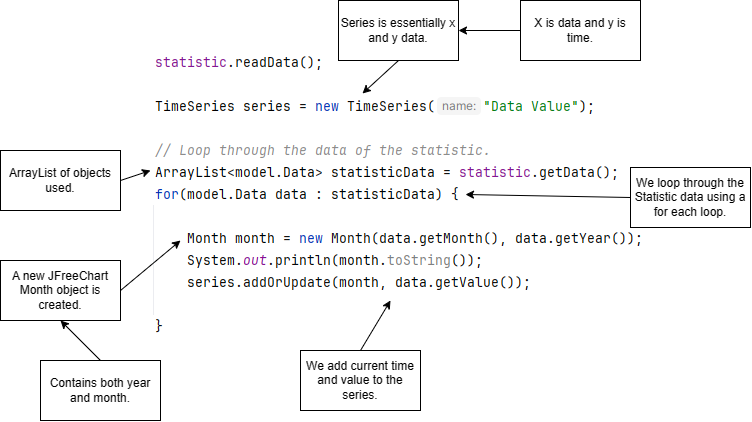 Series is essentially x
and y data.
X is data and y is
time.
statistic.readData();
TimeSeries series = new TimeSeries( name: "Data Value");
// Loop through the data of the statistic.
ArrayList<model.Data> statisticData = statistic.getData();
for(model.Data data : statisticData) {
ArrayList of objects
used.
We loop through the
Statistic data using a
for each loop.
Month month = new Month(data.getMonth(), data.getYear());
System.out.println(month.toString());
series.addOrUpdate(month, data.getValue());
}
A new JFreeChart
Month object is
created.
Contains both year
and month.
We add current time
and value to the
series.